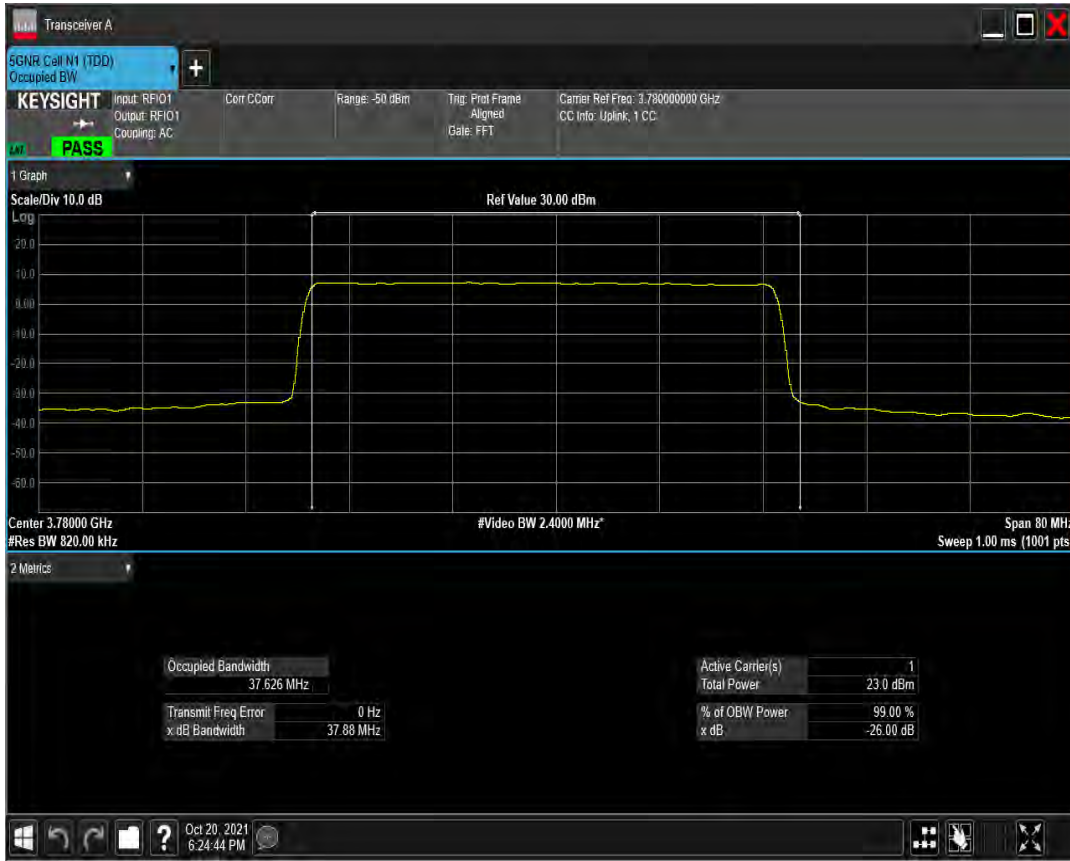 Transceiver A
5GNR Cell N1 (TDD)
Occupied BW
+
KEYSIGHT
PASS
Input: RFIO1
Output: RFIO1
Coupling: AC
Corr CCorr
Range: -50 dBm
Trig: Prot Frame
Aligned
Gate: FFT
Carrier Ref Freq: 3.780000000 GHz
CC Info: Uplink, 1 CC
1 Graph
Scale/Div 10.0 dB
Ref Value 30.00 dBm
Log
20.0
10.0
0.00
-10.0
-20.0
-30.0
-40.0
-50.0
-60.0
Center 3.78000 GHz
#Video BW 2.4000 MHz*
Span 80 MHz
#Res BW 820.00 kHz
Sweep 1.00 ms (1001 pts
2 Metrics
Occupied Bandwidth
37.626 MHz
Transmit Freq Error 0 Hz
x dB Bandwidth 37.88 MHz
Active Carrier(s) 1
Total Power 23.0 dBm
% of OBW Power 99.00 %
x dB -26.00 dB
?
Oct 20, 2021
6:24:44 PM